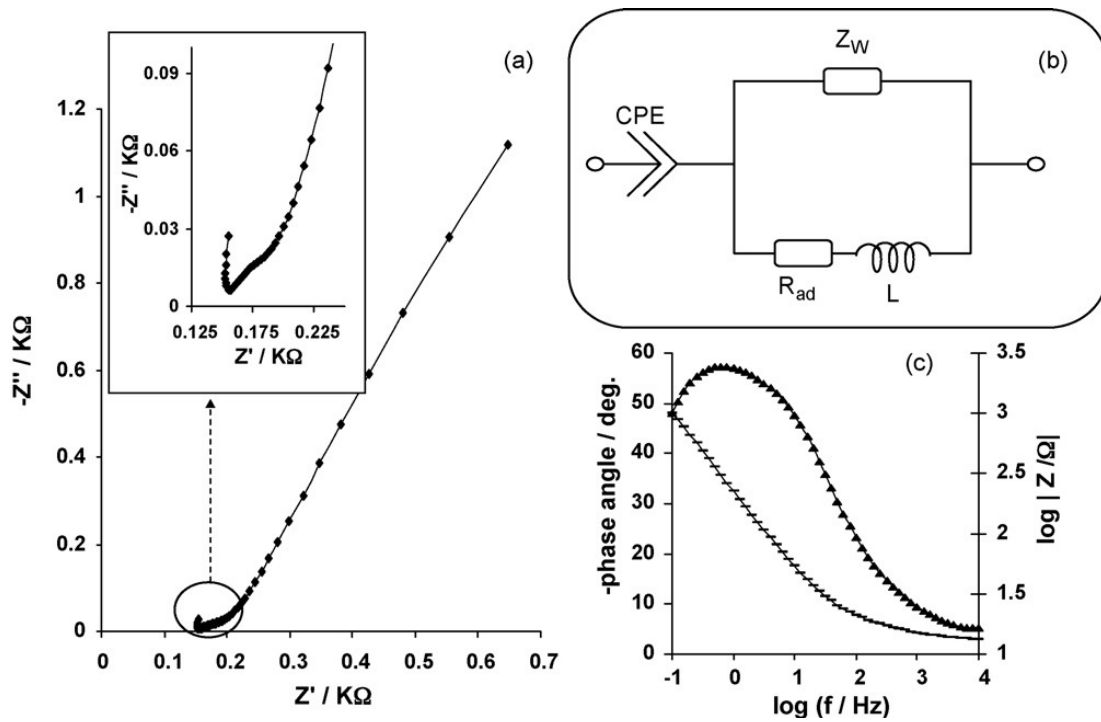 (a)
-Z'' / KΩ
1.2
1
0.8
0.6
0.4
0.2
0
0 0.1 0.2 0.3 0.4 0.5 0.6 0.7
Z' / KΩ
-Z'' / KΩ
0.09
0.06
0.03
0
0.125 0.175 0.225
Z' / KΩ
(b)
Z_W
CPE
R_ad
L
(c)
-phase angle / deg.
60
50
40
30
20
10
0
3.5
3
2.5
2
1.5
1
log | Z /Ω|
-1 0 1 2 3 4
log (f / Hz)